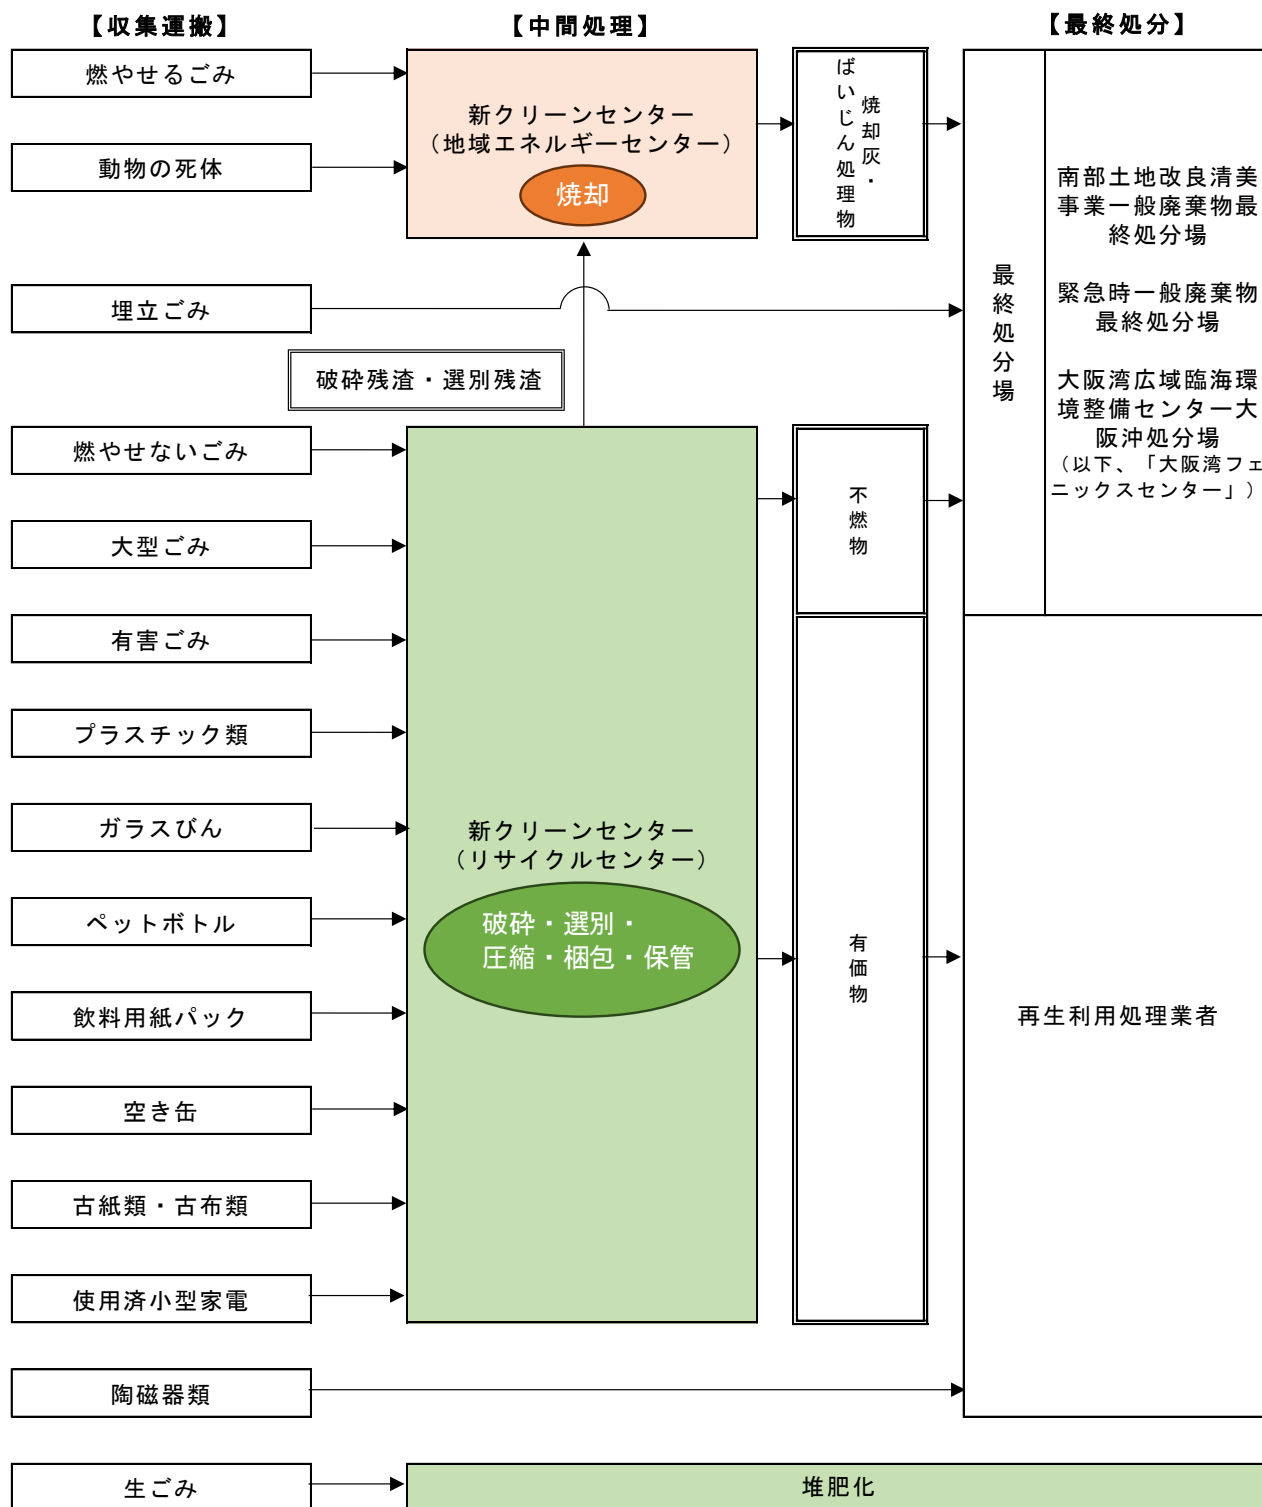 【収集運搬】
【中間処理】
【最終処分】
燃やせるごみ
動物の死体
新クリーンセンター
（地域エネルギーセンター）
焼却
焼却灰・
ばいじん処理物
埋立ごみ
破砕残渣・選別残渣
最終処分場
南部土地改良清美
事業一般廃棄物最
終処分場
緊急時一般廃棄物
最終処分場
大阪湾広域臨海環
境整備センター大
阪沖処分場
（以下、「大阪湾フェ
ニックスセンター」）
燃やせないごみ
大型ごみ
有害ごみ
プラスチック類
ガラスびん
ペットボトル
飲料用紙パック
空き缶
古紙類・古布類
使用済小型家電
新クリーンセンター
（リサイクルセンター）
破砕・選別・
圧縮・梱包・保管
不燃物
有価物
再生利用処理業者
陶磁器類
生ごみ
堆肥化